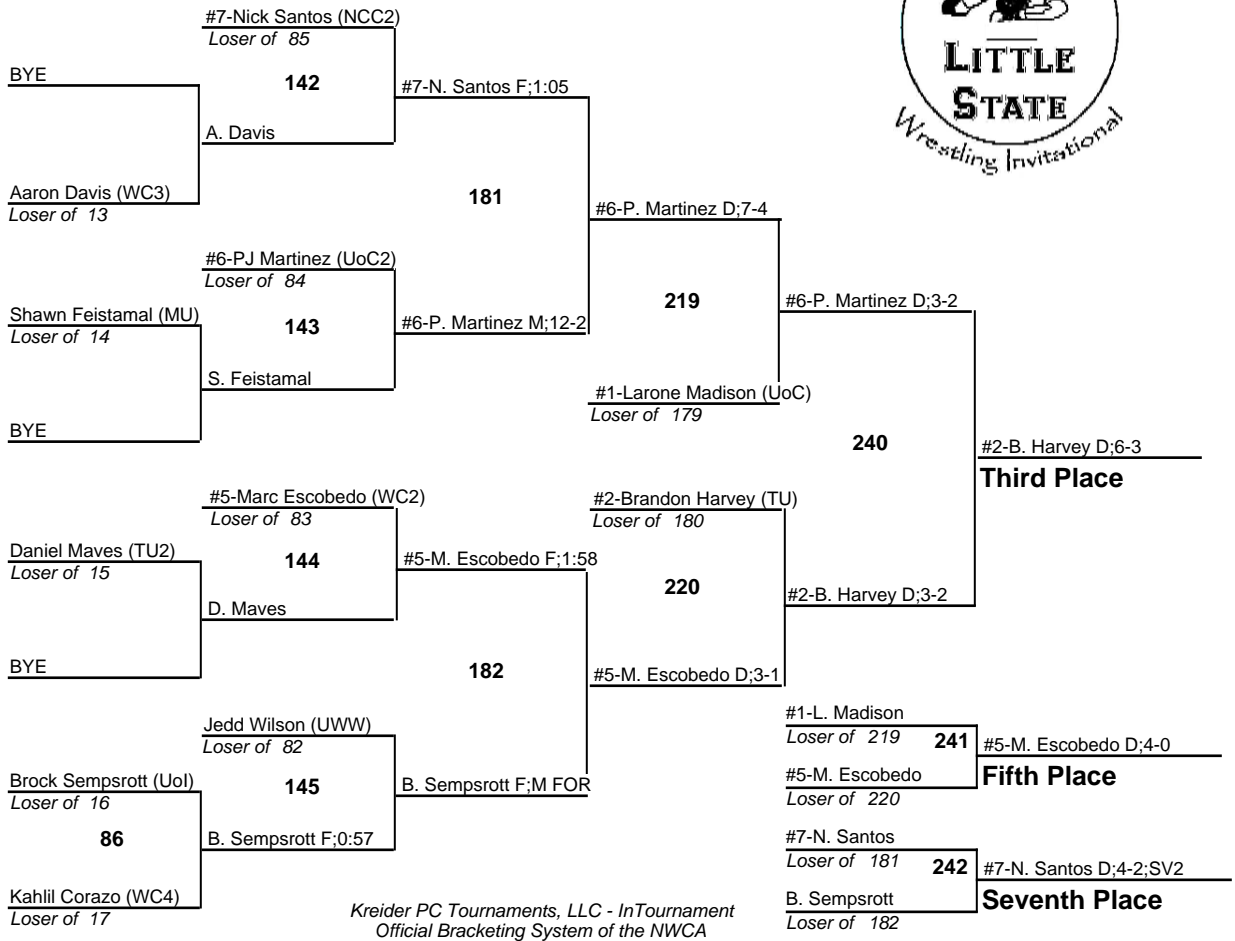 #7-Nick Santos (NCC2)
Loser of 85
BYE
142
#7-N. Santos F;1:05
A. Davis
Aaron Davis (WC3)
Loser of 13
181
#6-P. Martinez D;7-4
#6-PJ Martinez (UoC2)
Loser of 84
Shawn Feistamal (MU)
Loser of 14
143
#6-P. Martinez M;12-2
219
#6-P. Martinez D;3-2
S. Feistamal
#1-Larone Madison (UoC)
Loser of 179
BYE
240
#2-B. Harvey D;6-3
Third Place
#5-Marc Escobedo (WC2)
Loser of 83
#2-Brandon Harvey (TU)
Loser of 180
Daniel Maves (TU2)
Loser of 15
144
#5-M. Escobedo F;1:58
220
#2-B. Harvey D;3-2
D. Maves
BYE
182
#5-M. Escobedo D;3-1
Jedd Wilson (UWW)
Loser of 82
#1-L. Madison
Loser of 219
241
#5-M. Escobedo D;4-0
Fifth Place
#5-M. Escobedo
Loser of 220
Brock Sempsrott (UoI)
Loser of 16
145
B. Sempsrott F;M FOR
86
B. Sempsrott F;0:57
#7-N. Santos
Loser of 181
242
#7-N. Santos D;4-2;SV2
Seventh Place
B. Sempsrott
Loser of 182
Kahlil Corazo (WC4)
Loser of 17
Kreider PC Tournaments, LLC - InTournament
Official Bracketing System of the NWCA
LITTLE
STATE
Wrestling Invitational